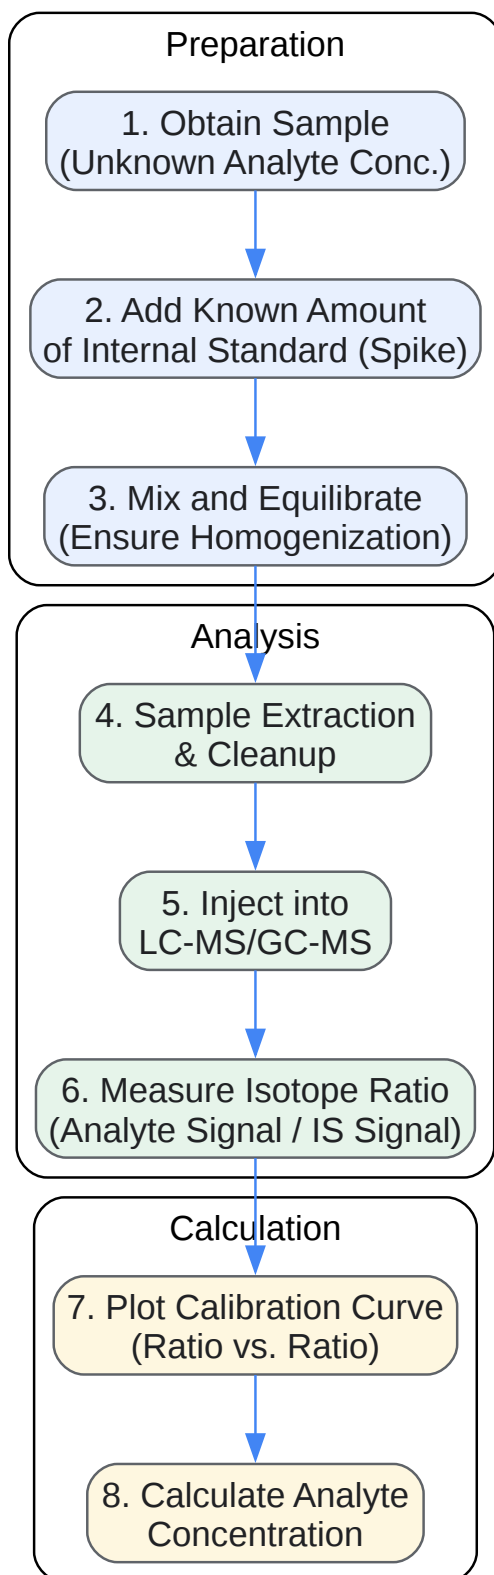 Preparation
1. Obtain Sample
(Unknown Analyte Conc.)
2. Add Known Amount
of Internal Standard (Spike)
3. Mix and Equilibrate
(Ensure Homogenization)
Analysis
4. Sample Extraction
& Cleanup
5. Inject into
LC-MS/GC-MS
6. Measure Isotope Ratio
(Analyte Signal / IS Signal)
Calculation
7. Plot Calibration Curve
(Ratio vs. Ratio)
8. Calculate Analyte
Concentration